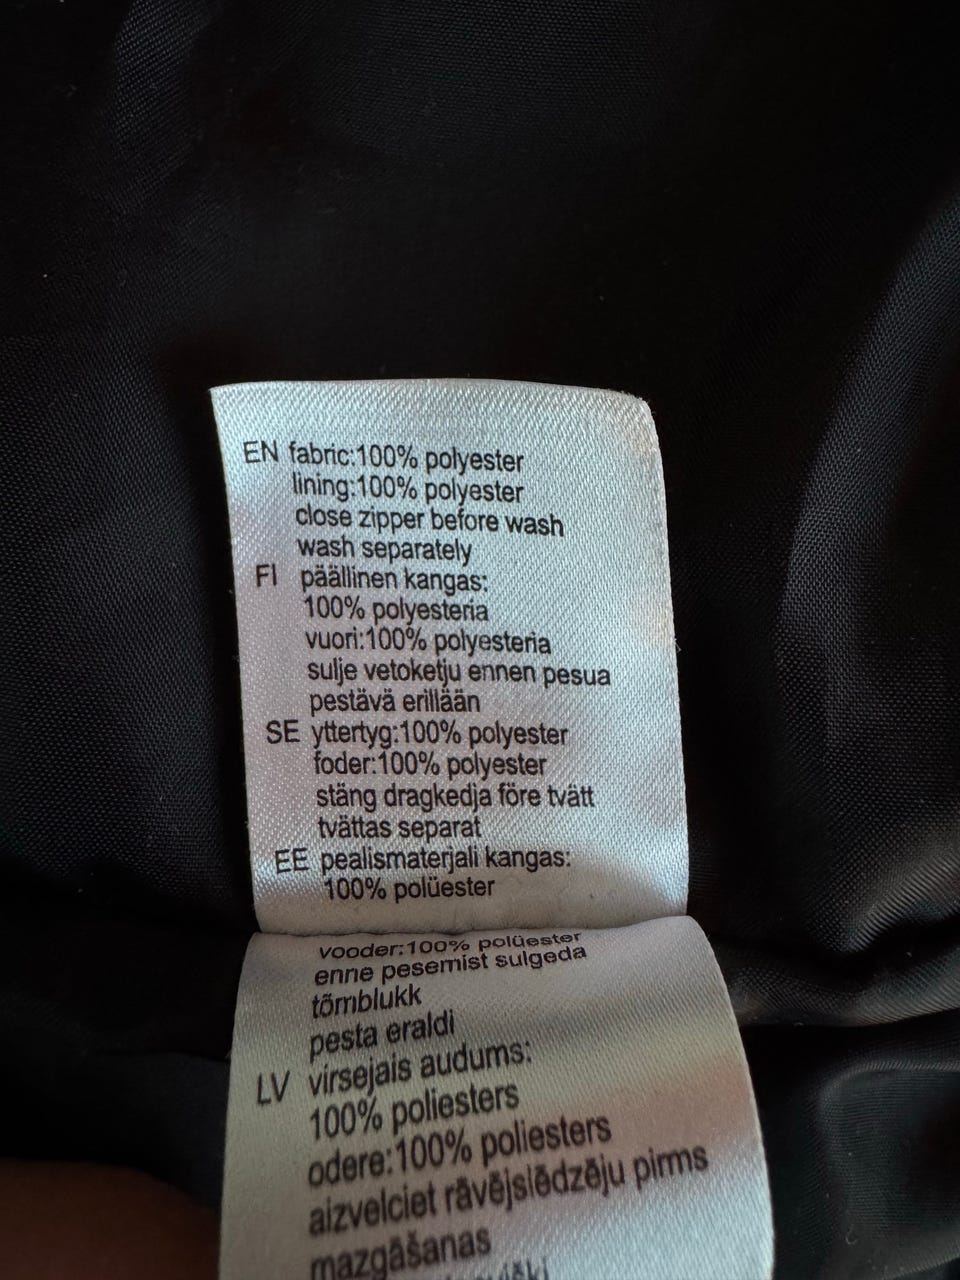 EN fabric:100% polyester
lining:100% polyester
close zipper before wash
wash separately
FI päällinen kangas:
100% polyesteria
vuori:100% polyesteria
sulje vetoketju ennen pesua
pestävä erillään
SE yttertyg:100% polyester
foder:100% polyester
stäng dragkedja före tvätt
tvättas separat
EE pealismaterjali kangas:
100% polüester
vooder:100% polüester
enne pesemist sulgeda
tõmblukk
pesta eraldi
LV virsejais audums:
100% poliesters
odere:100% poliesters
aizvelciet rāvējslēdzēju pirms
mazgāšanas